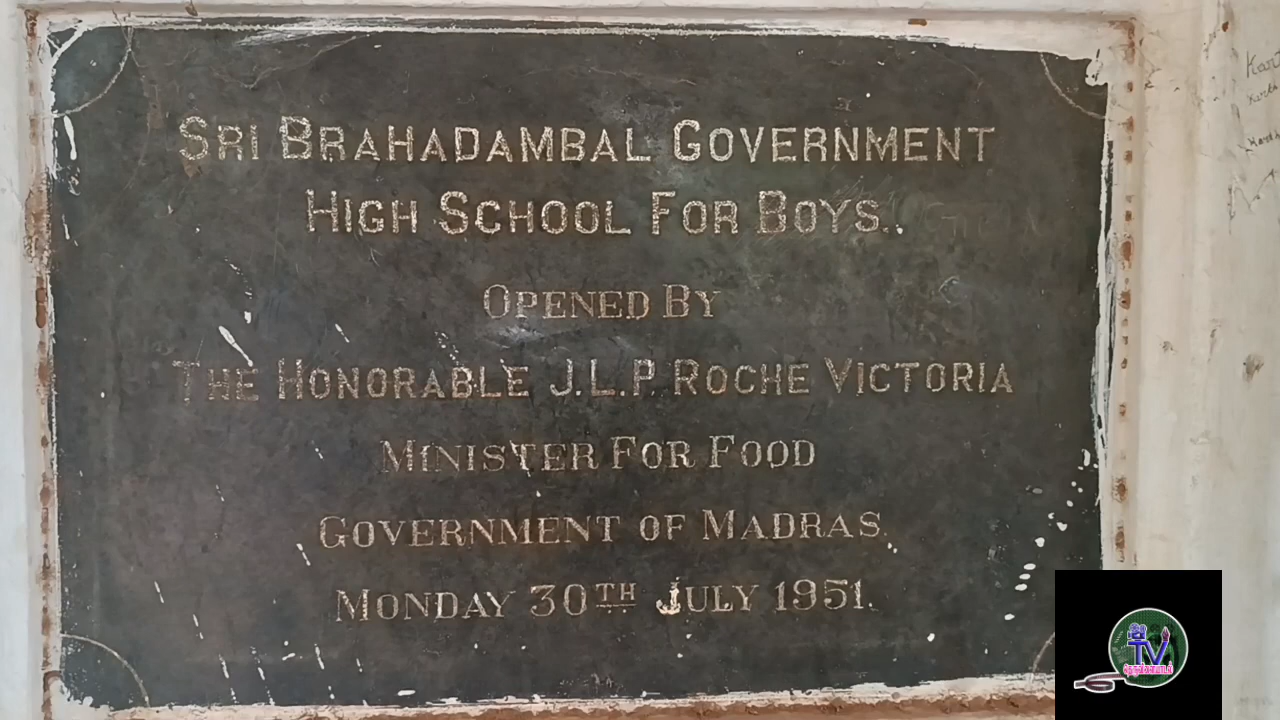 SRI BRAHADAMBAL GOVERNMENT
HIGH SCHOOL FOR BOYS.
OPENED BY
THE HONORABLE J.L.P. ROCHE VICTORIA
MINISTER FOR FOOD
GOVERNMENT OF MADRAS.
MONDAY 30TH JULY 1951.
TV